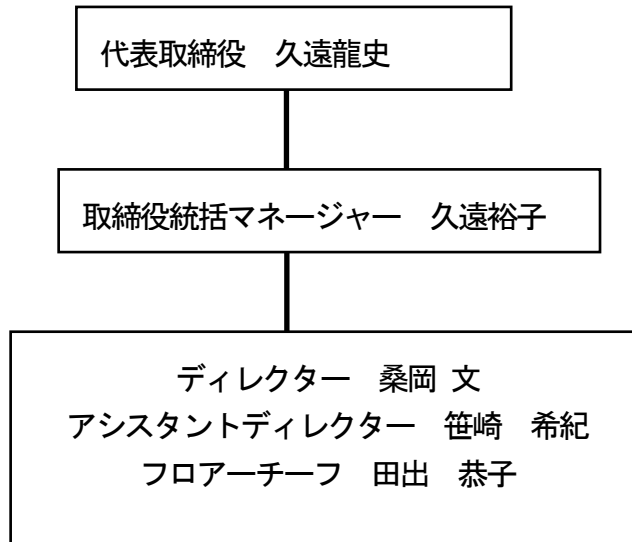 代表取締役　久遠龍史
取締役統括マネージャー　久遠裕子
ディレクター　桑岡 文
アシスタントディレクター　笹崎　希紀
フロアーチーフ　田出　恭子